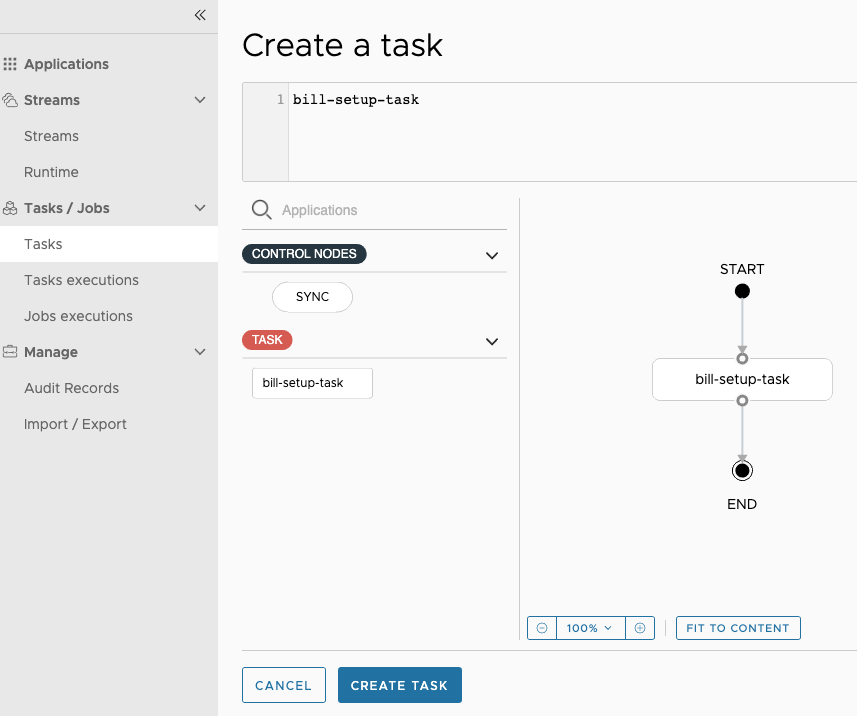 Applications
Streams
Streams
Runtime
Tasks / Jobs
Tasks
Tasks executions
Jobs executions
Manage
Audit Records
Import / Export
Create a task
1 bill-setup-task
Applications
CONTROL NODES
SYNC
TASK
bill-setup-task
START
bill-setup-task
END
100%
FIT TO CONTENT
CANCEL
CREATE TASK